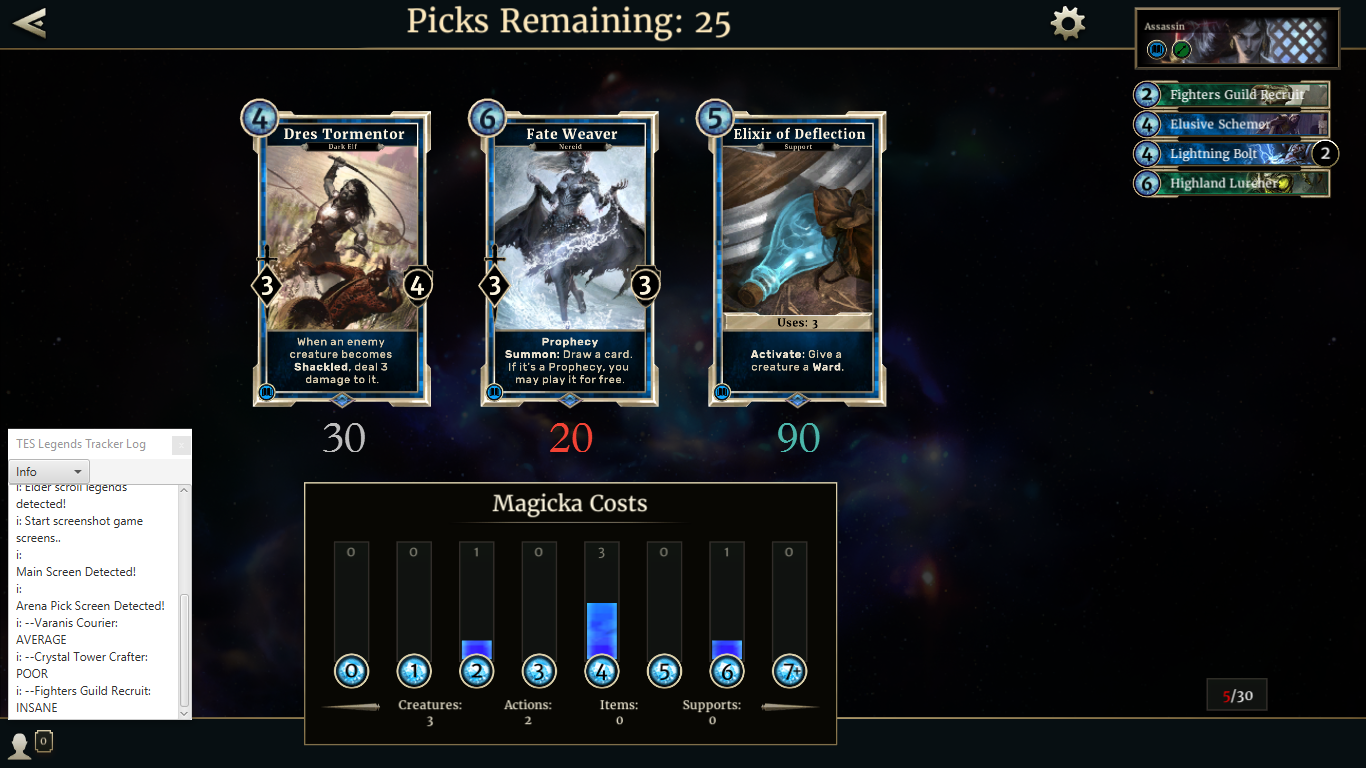 Picks Remaining: 25
Assassin
2 Fighters Guild Recruit
4 Elusive Schemer
4 Lightning Bolt 2
6 Highland Lurcher
4
Dres Tormentor
Dark Elf
3 4
When an enemy
creature becomes
Shackled, deal 3
damage to it.
30
6
Fate Weaver
Nereid
3 3
Prophecy
Summon: Draw a card.
If it's a Prophecy, you
may play it for free.
20
5
Elixir of Deflection
Support
Uses: 3
Activate: Give a
creature a Ward.
90
TES Legends Tracker Log
Info
i: Elder scroll legends
detected!
i: Start screenshot game
screens..
i:
Main Screen Detected!
i:
Arena Pick Screen Detected!
i: --Varanis Courier:
AVERAGE
i: --Crystal Tower Crafter:
POOR
i: --Fighters Guild Recruit:
INSANE
Magicka Costs
0 0 1 0 3 0 1 0
0 1 2 3 4 5 6 7+
Creatures: Actions: Items: Supports:
3 2 0 0
5/30
0